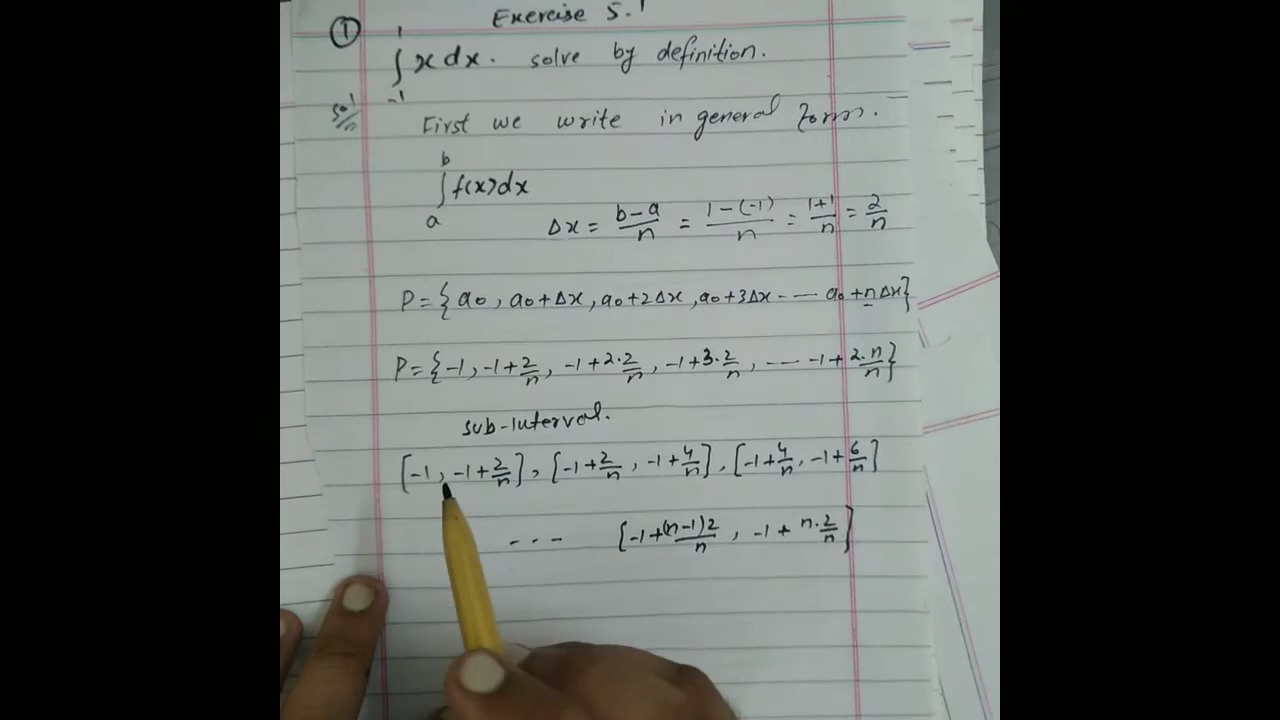 Exercise 5.1
① ∫₋₁¹ x dx. solve by definition.
Sol/n
First we write in general form.
∫ₐᵇ f(x)dx
Δx = (b-a)/n = (1-(-1))/n = (1+1)/n = 2/n
P = {a₀, a₀+Δx, a₀+2Δx, a₀+3Δx - --- a₀+nΔx}
P = {-1, -1+2/n, -1+2·2/n, -1+3·2/n, --- -1+2·n/n}
sub-Interval.
[-1, -1+2/n], [-1+2/n, -1+4/n], [-1+4/n, -1+6/n]
--- [-1+(n-1)2/n, -1+n·2/n]